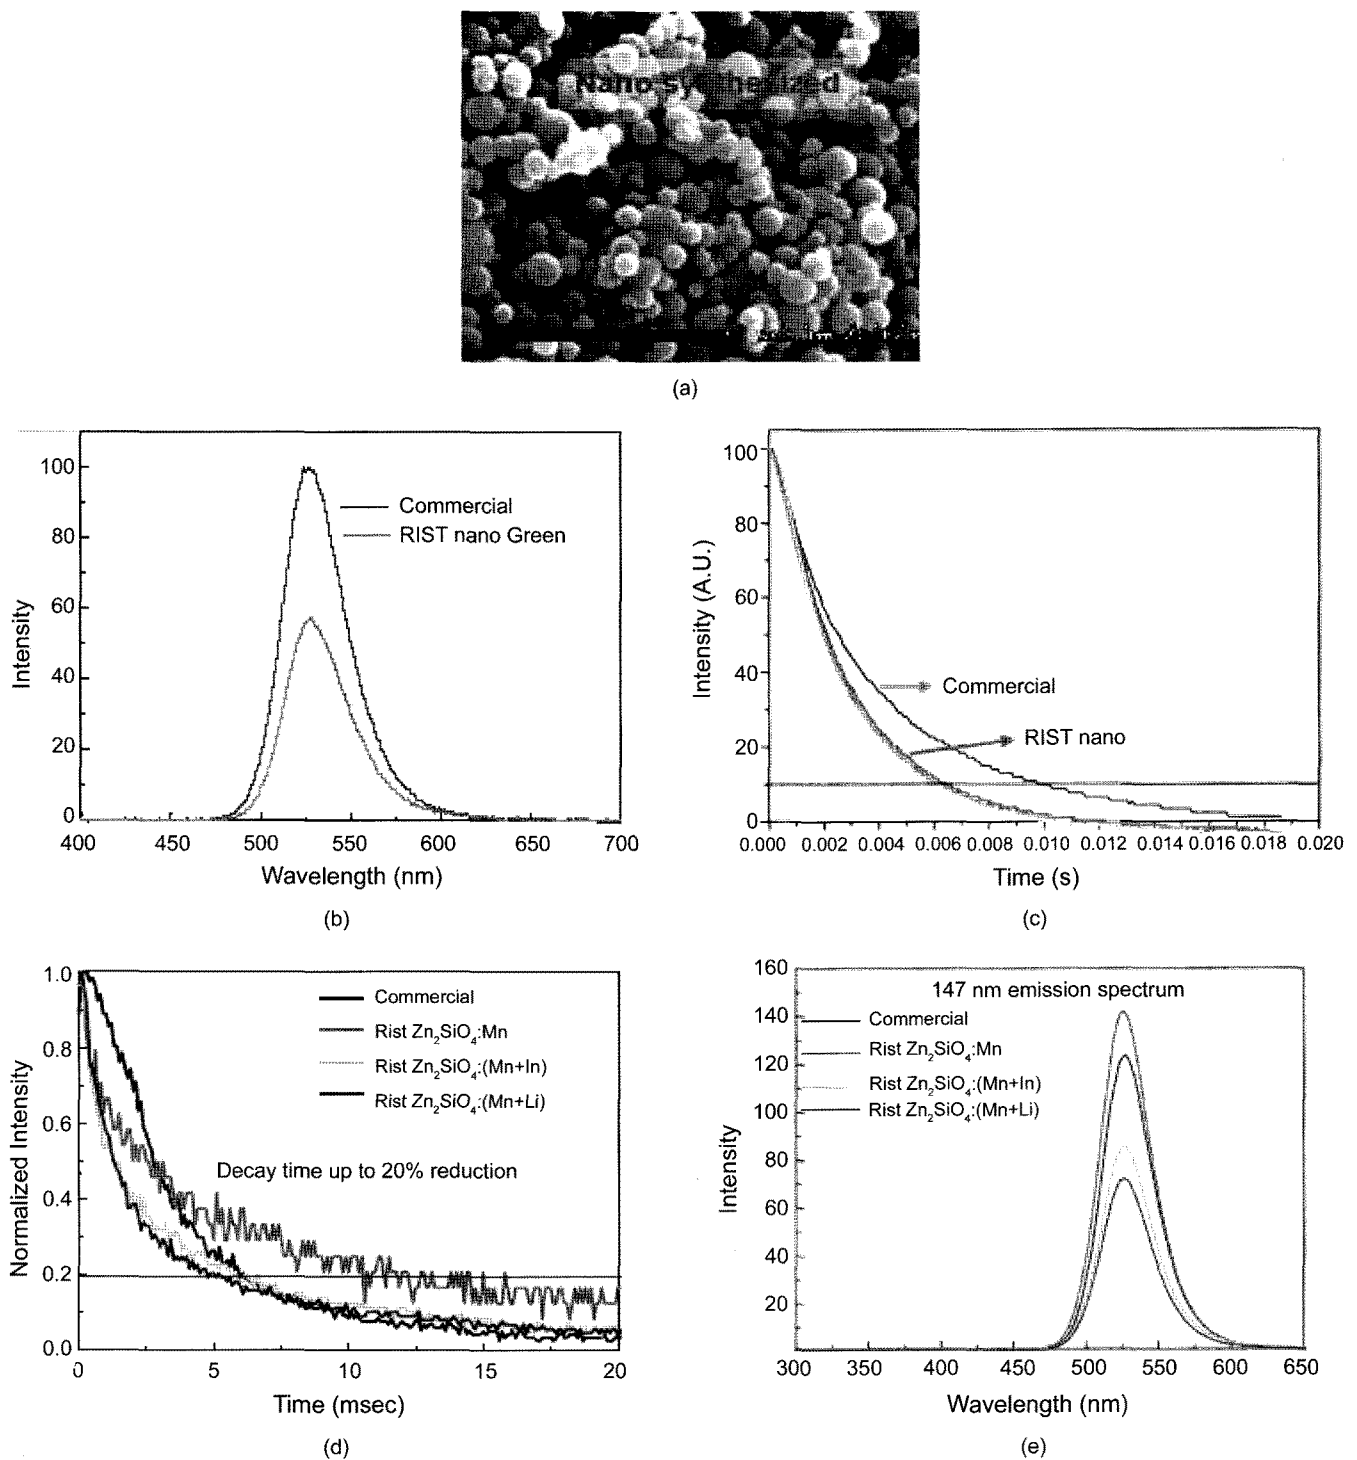 Nano synthesized
(a)
100
80
60
40
20
0
Intensity
Commercial
RIST nano Green
400 450 500 550 600 650 700
Wavelength (nm)
(b)
100
80
60
40
20
0
Intensity (A.U.)
Commercial
RIST nano
0.000 0.002 0.004 0.006 0.008 0.010 0.012 0.014 0.016 0.018 0.020
Time (s)
(c)
1.0
0.8
0.6
0.4
0.2
0.0
Normalized Intensity
Commercial
Rist Zn₂SiO₄:Mn
Rist Zn₂SiO₄:(Mn+In)
Rist Zn₂SiO₄:(Mn+Li)
Decay time up to 20% reduction
0 5 10 15 20
Time (msec)
(d)
160
140
120
100
80
60
40
20
Intensity
147 nm emission spectrum
Commercial
Rist Zn₂SiO₄:Mn
Rist Zn₂SiO₄:(Mn+In)
Rist Zn₂SiO₄:(Mn+Li)
300 350 400 450 500 550 600 650
Wavelength (nm)
(e)